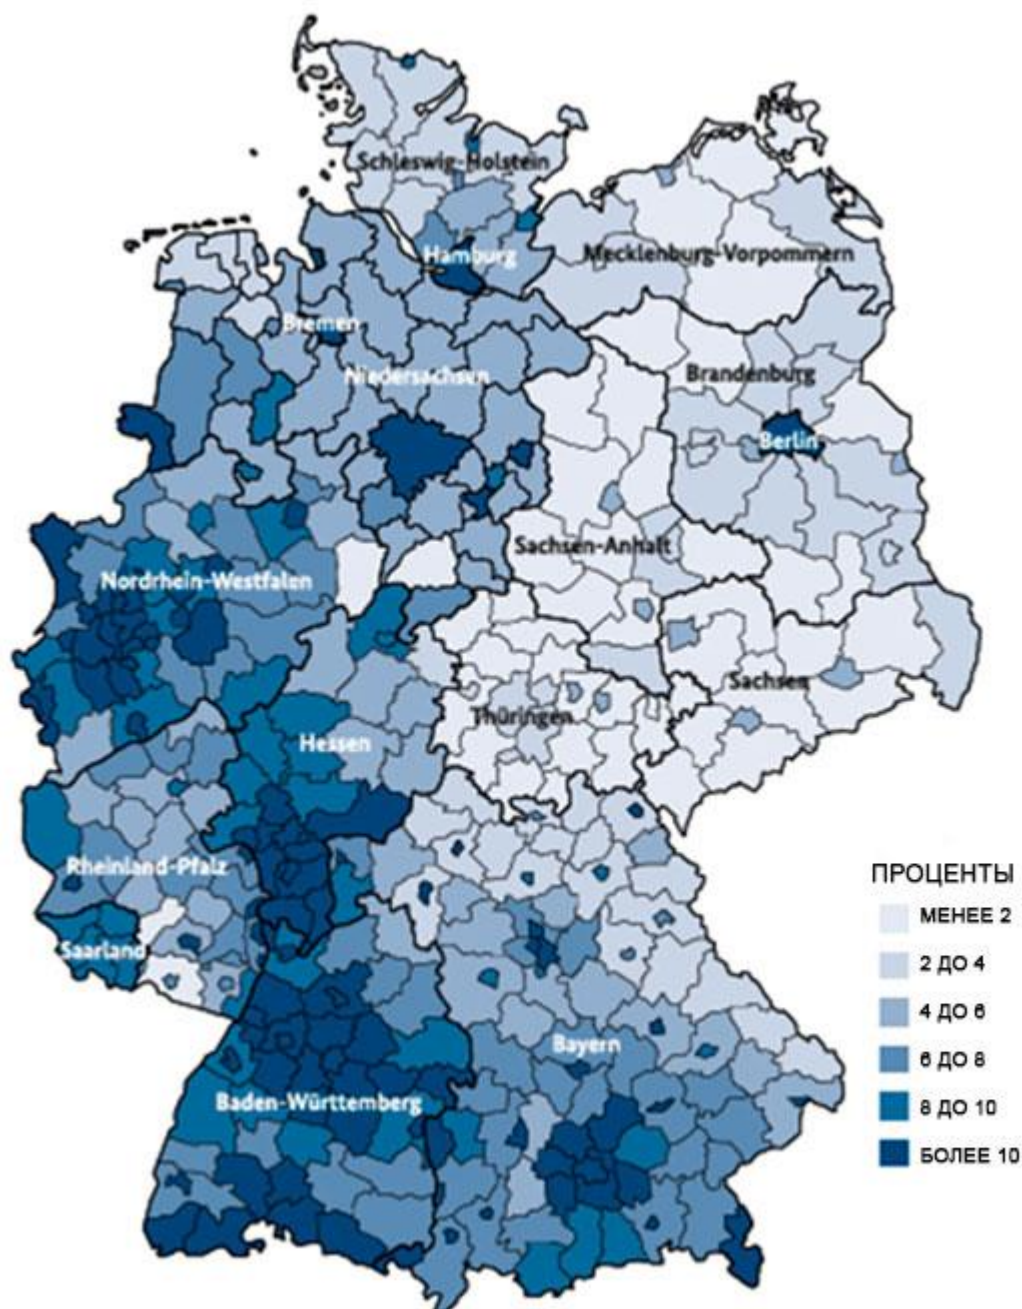 Schleswig-Holstein
Mecklenburg-Vorpommern
Hamburg
Bremen
Niedersachsen
Brandenburg
Berlin
Sachsen-Anhalt
Nordrhein-Westfalen
Sachsen
Thüringen
Hessen
Rheinland-Pfalz
Saarland
Bayern
Baden-Württemberg
ПРОЦЕНТЫ
МЕНЕЕ 2
2 ДО 4
4 ДО 6
6 ДО 8
8 ДО 10
БОЛЕЕ 10